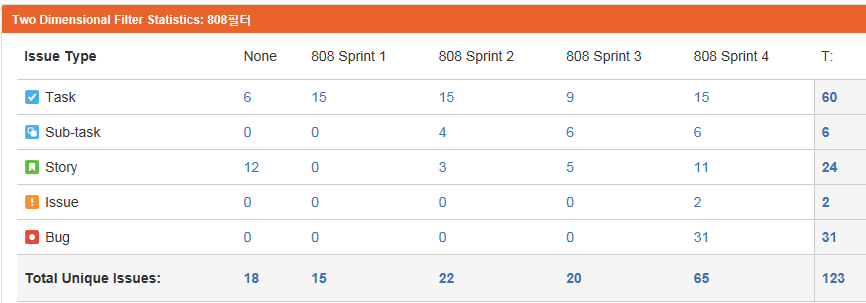 Two Dimensional Filter Statistics: 808필터
Issue Type None 808 Sprint 1 808 Sprint 2 808 Sprint 3 808 Sprint 4 T:
Task 6 15 15 9 15 60
Sub-task 0 0 4 6 6 6
Story 12 0 3 5 11 24
Issue 0 0 0 0 2 2
Bug 0 0 0 0 31 31
Total Unique Issues: 18 15 22 20 65 123